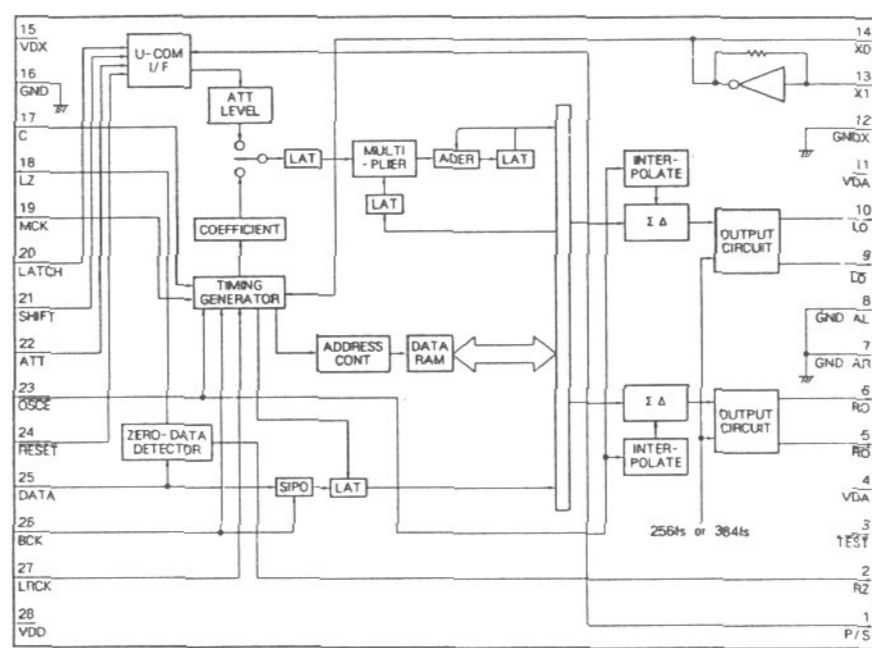 15
VDX
16
GND
17
C
18
LZ
19
MCK
20
LATCH
21
SHIFT
22
ATT
23
OSCE
24
RESET
25
DATA
26
BCK
27
LRCK
28
VDD
U-COM
I/F
ATT
LEVEL
LAT
MULTI
-PLIER
ADER
LAT
LAT
COEFFICIENT
TIMING
GENERATOR
ADDRESS
CONT
DATA
RAM
ZERO-DATA
DETECTOR
SIPO
LAT
INTER-
POLATE
Σ Δ
OUTPUT
CIRCUIT
Σ Δ
OUTPUT
CIRCUIT
INTER-
POLATE
256fs or 384fs
14
XO
13
X1
12
GNDX
11
VDA
10
LO
9
LO
8
GND AL
7
GND AR
6
RO
5
RO
4
VDA
3
TEST
2
RZ
1
P/S